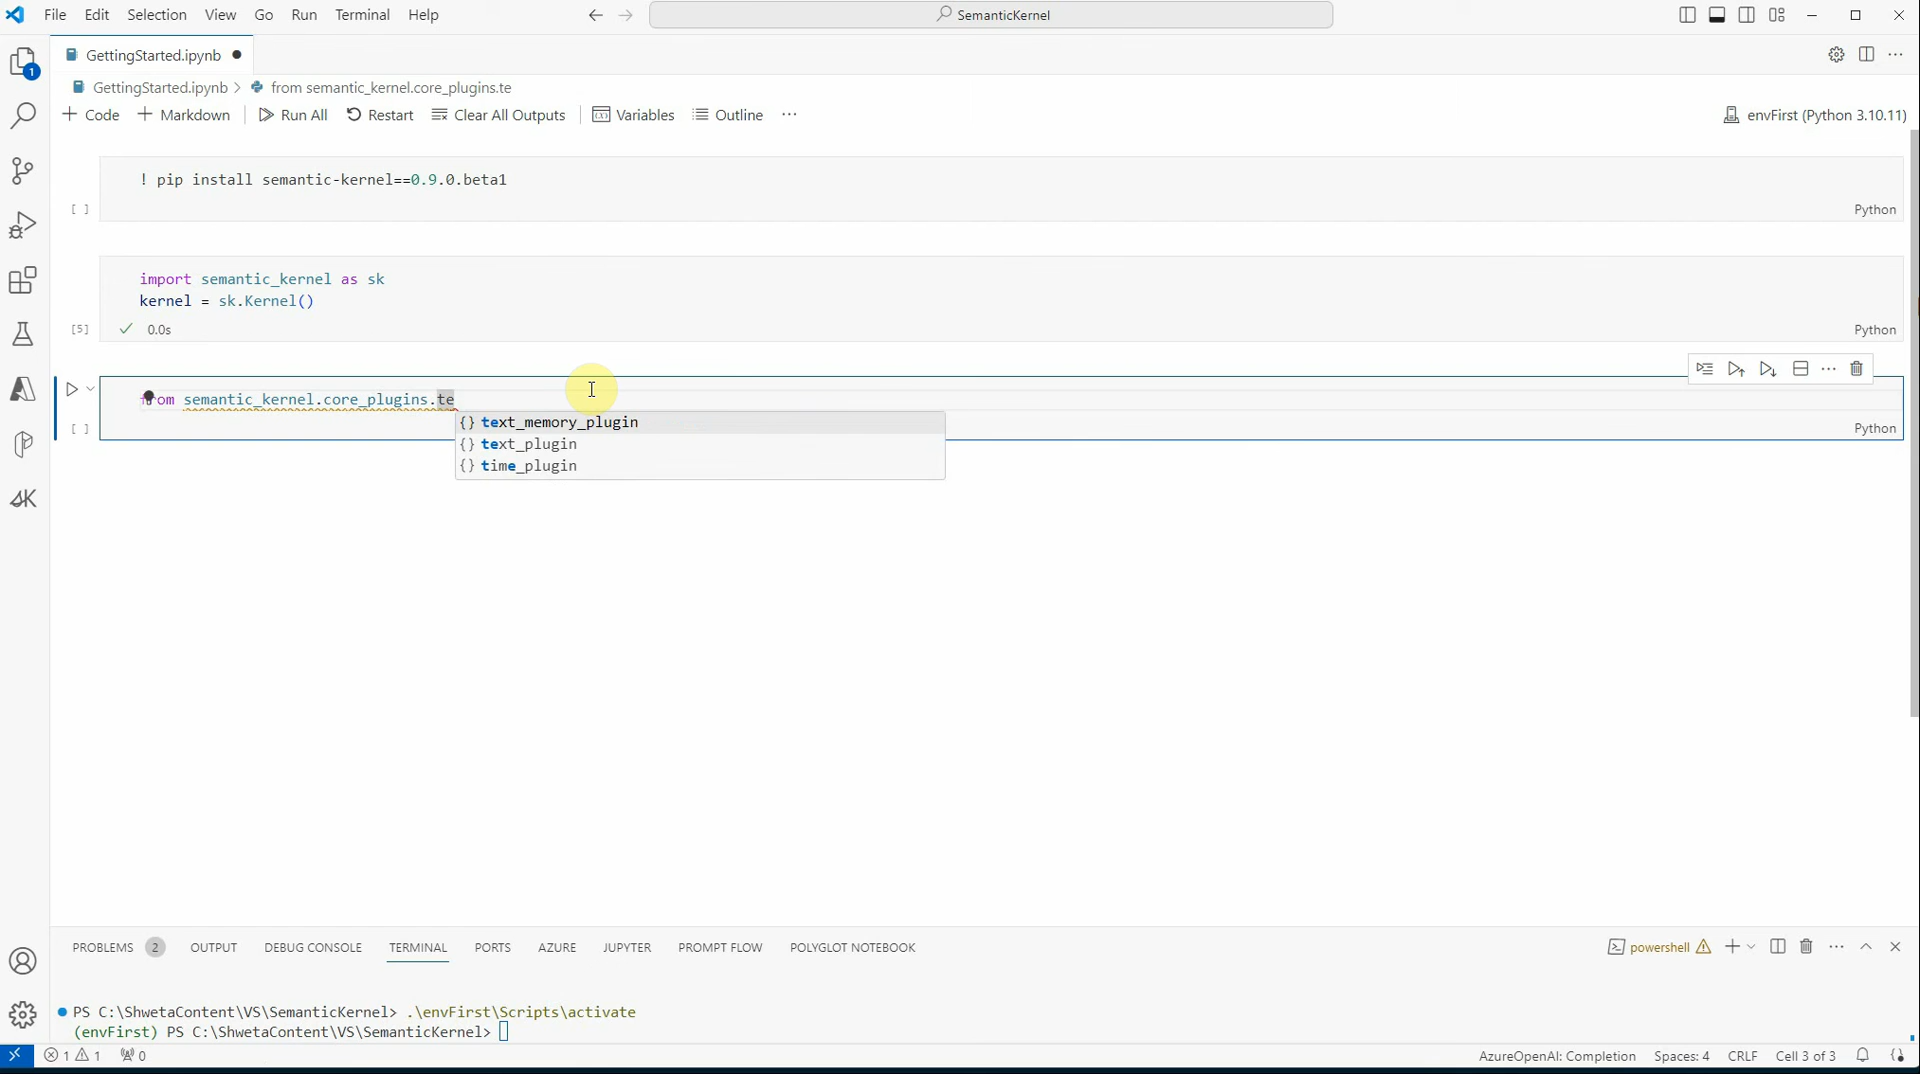 File Edit Selection View Go Run Terminal Help
SemanticKernel
1
GettingStarted.ipynb
GettingStarted.ipynb > from semantic_kernel.core_plugins.te
Code Markdown Run All Restart Clear All Outputs Variables Outline ···
envFirst (Python 3.10.11)
! pip install semantic-kernel==0.9.0.beta1
[ ]
Python
import semantic_kernel as sk
kernel = sk.Kernel()
[5] 0.0s
Python
from semantic_kernel.core_plugins.te
[ ]
Python
{} text_memory_plugin
{} text_plugin
{} time_plugin
PROBLEMS 2 OUTPUT DEBUG CONSOLE TERMINAL PORTS AZURE JUPYTER PROMPT FLOW POLYGLOT NOTEBOOK
powershell
PS C:\ShwetaContent\VS\SemanticKernel> .\envFirst\Scripts\activate
(envFirst) PS C:\ShwetaContent\VS\SemanticKernel>
1 1 0
AzureOpenAI: Completion Spaces: 4 CRLF Cell 3 of 3